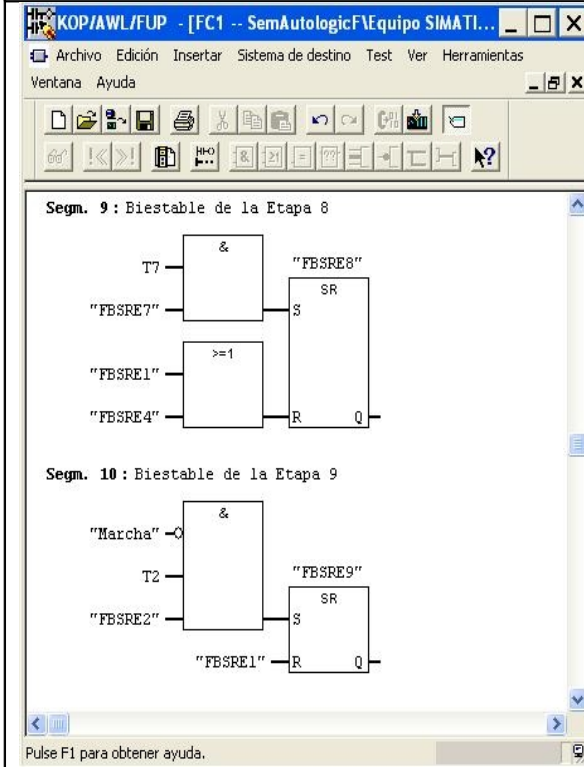 KOP/AWL/FUP - [FC1 -- SemAutologicF\Equipo SIMATI...
Archivo Edición Insertar Sistema de destino Test Ver Herramientas
Ventana Ayuda
& ≥1 = ??
Segm. 9 : Biestable de la Etapa 8
&
T7
"FBSRE7"
"FBSRE8"
SR
S
>=1
"FBSRE1"
"FBSRE4"
R Q
Segm. 10 : Biestable de la Etapa 9
&
"Marcha"
T2
"FBSRE2"
"FBSRE9"
SR
S
"FBSRE1" R Q
Pulse F1 para obtener ayuda.